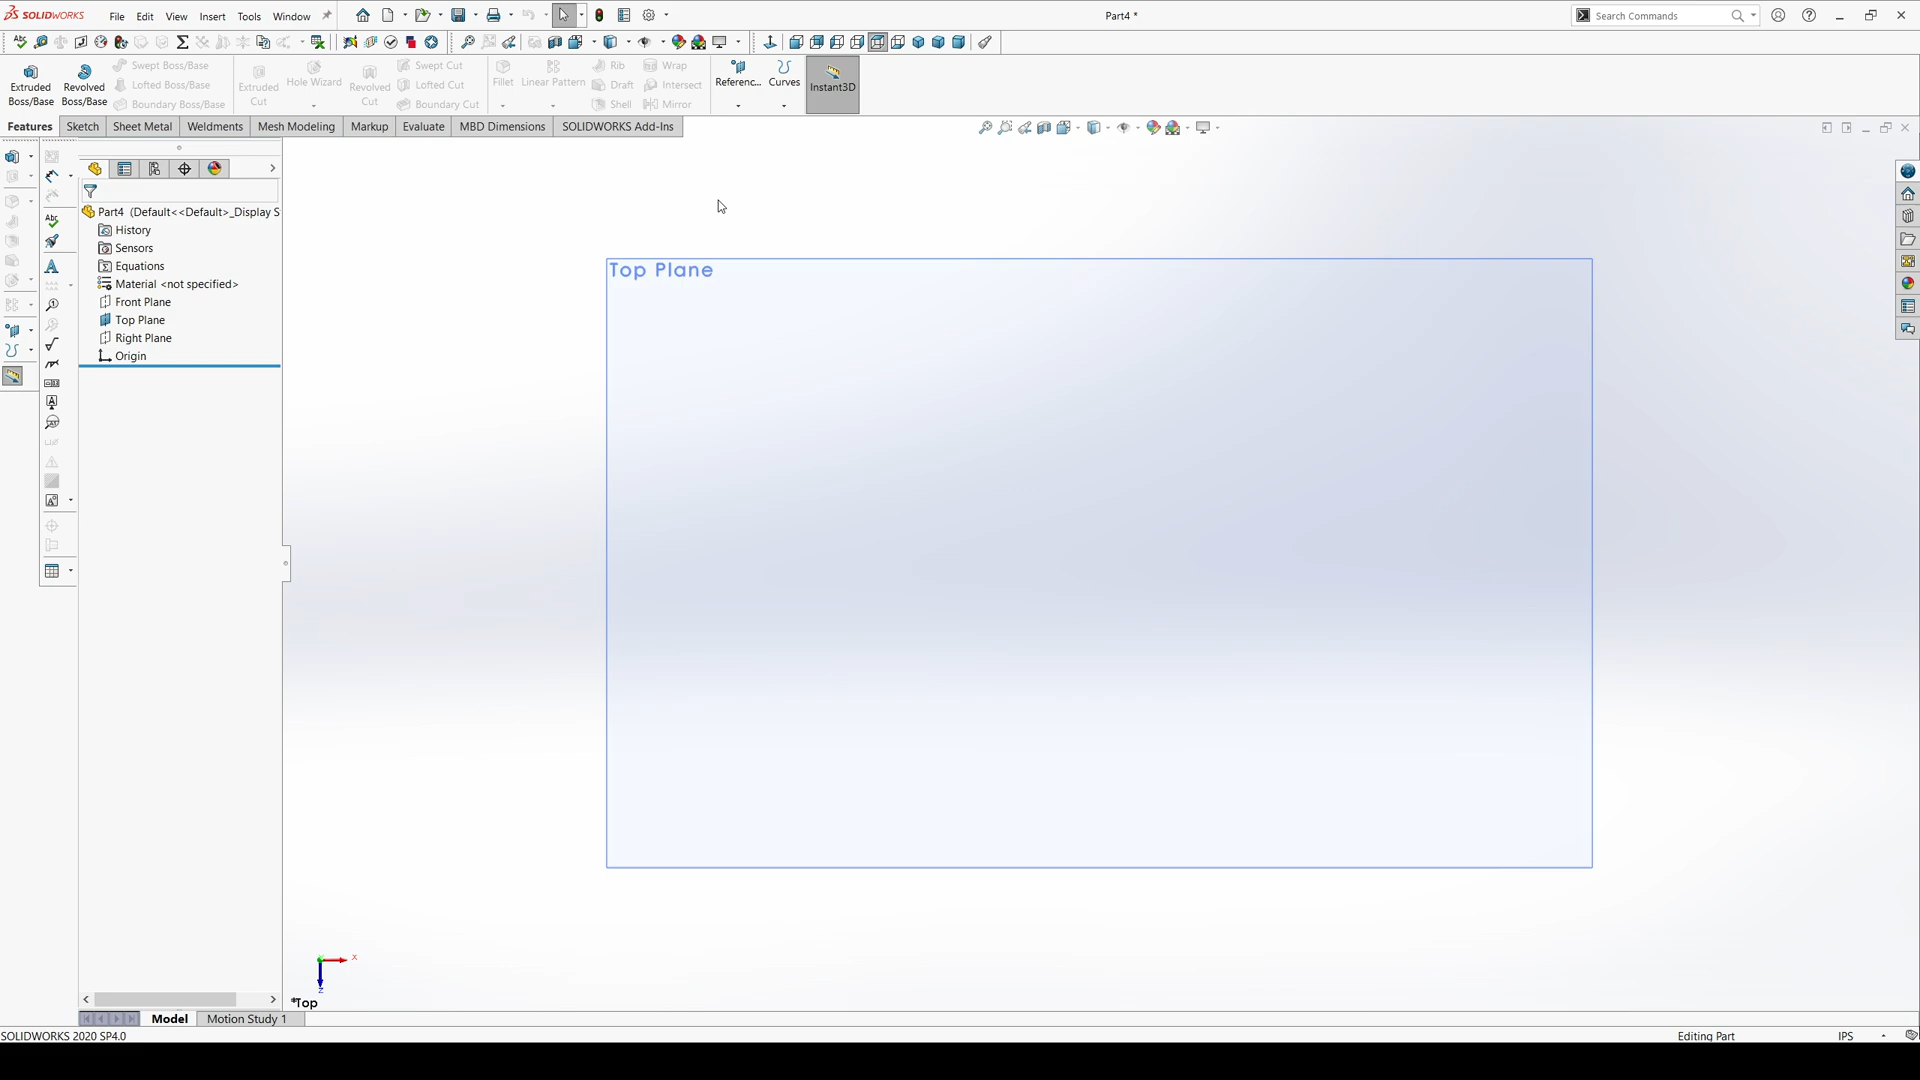 SOLIDWORKS File Edit View Insert Tools Window Part4 * Search Commands
Extruded Boss/Base
Revolved Boss/Base
Swept Boss/Base
Lofted Boss/Base
Boundary Boss/Base
Extruded Cut
Hole Wizard
Revolved Cut
Swept Cut
Lofted Cut
Boundary Cut
Fillet
Linear Pattern
Rib
Draft
Shell
Wrap
Intersect
Mirror
Referenc...
Curves
Instant3D
Features Sketch Sheet Metal Weldments Mesh Modeling Markup Evaluate MBD Dimensions SOLIDWORKS Add-Ins
Part4 (Default<<Default>_Display S
History
Sensors
Equations
Material <not specified>
Front Plane
Top Plane
Right Plane
Origin
Top Plane
X
Z
*Top
Model Motion Study 1
SOLIDWORKS 2020 SP4.0 Editing Part IPS